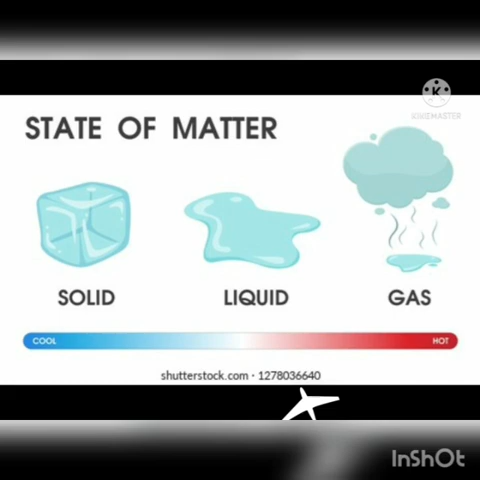 KINEMASTER
STATE OF MATTER
SOLID LIQUID GAS
COOL HOT
shutterstock.com · 1278036640
InShOt